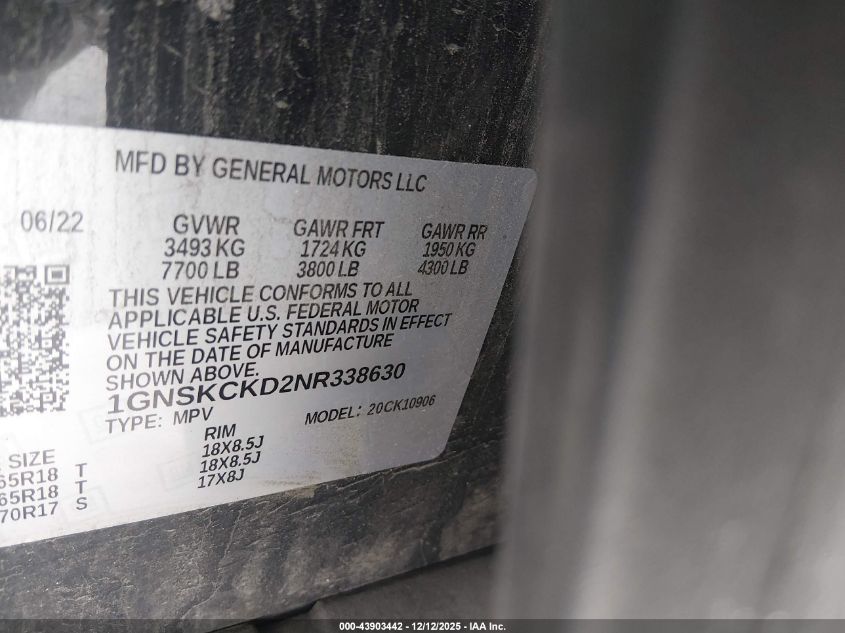 MFD BY GENERAL MOTORS LLC
06/22 GVWR GAWR FRT GAWR RR
3493 KG 1724 KG 1950 KG
7700 LB 3800 LB 4300 LB
THIS VEHICLE CONFORMS TO ALL
APPLICABLE U.S. FEDERAL MOTOR
VEHICLE SAFETY STANDARDS IN EFFECT
ON THE DATE OF MANUFACTURE
SHOWN ABOVE.
1GNSKCKD2NR338630
TYPE: MPV MODEL: 20CK10906
SIZE RIM
65R18 T 18X8.5J
65R18 T 18X8.5J
70R17 S 17X8J
000-43903442 - 12/12/2025 - IAA Inc.